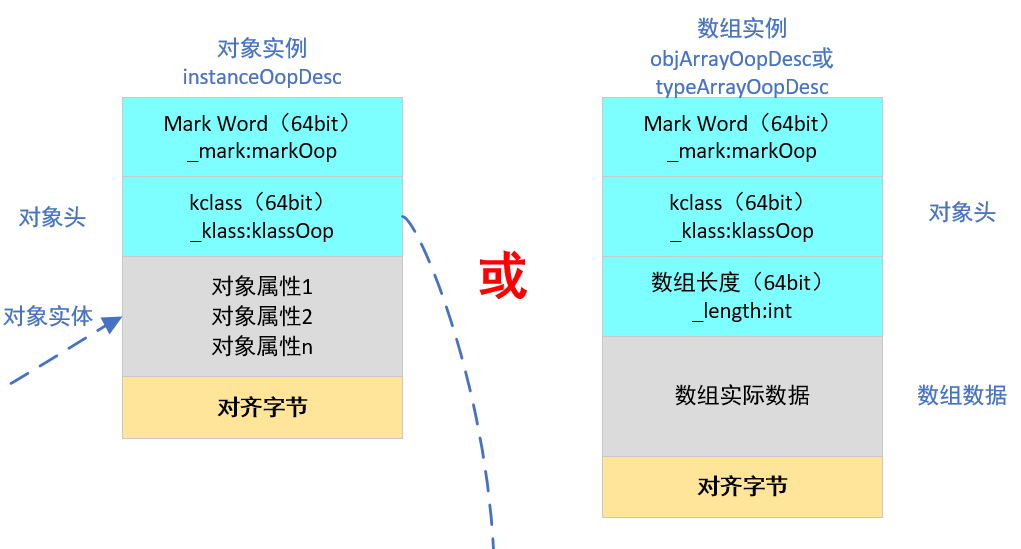 对象实例
instanceOopDesc
Mark Word（64bit）
_mark:markOop
kclass（64bit）
_klass:klassOop
对象头
对象属性1
对象属性2
对象属性n
对象实体
对齐字节
或
数组实例
objArrayOopDesc或
typeArrayOopDesc
Mark Word（64bit）
_mark:markOop
kclass（64bit）
_klass:klassOop
对象头
数组长度（64bit）
_length:int
数组实际数据
数组数据
对齐字节